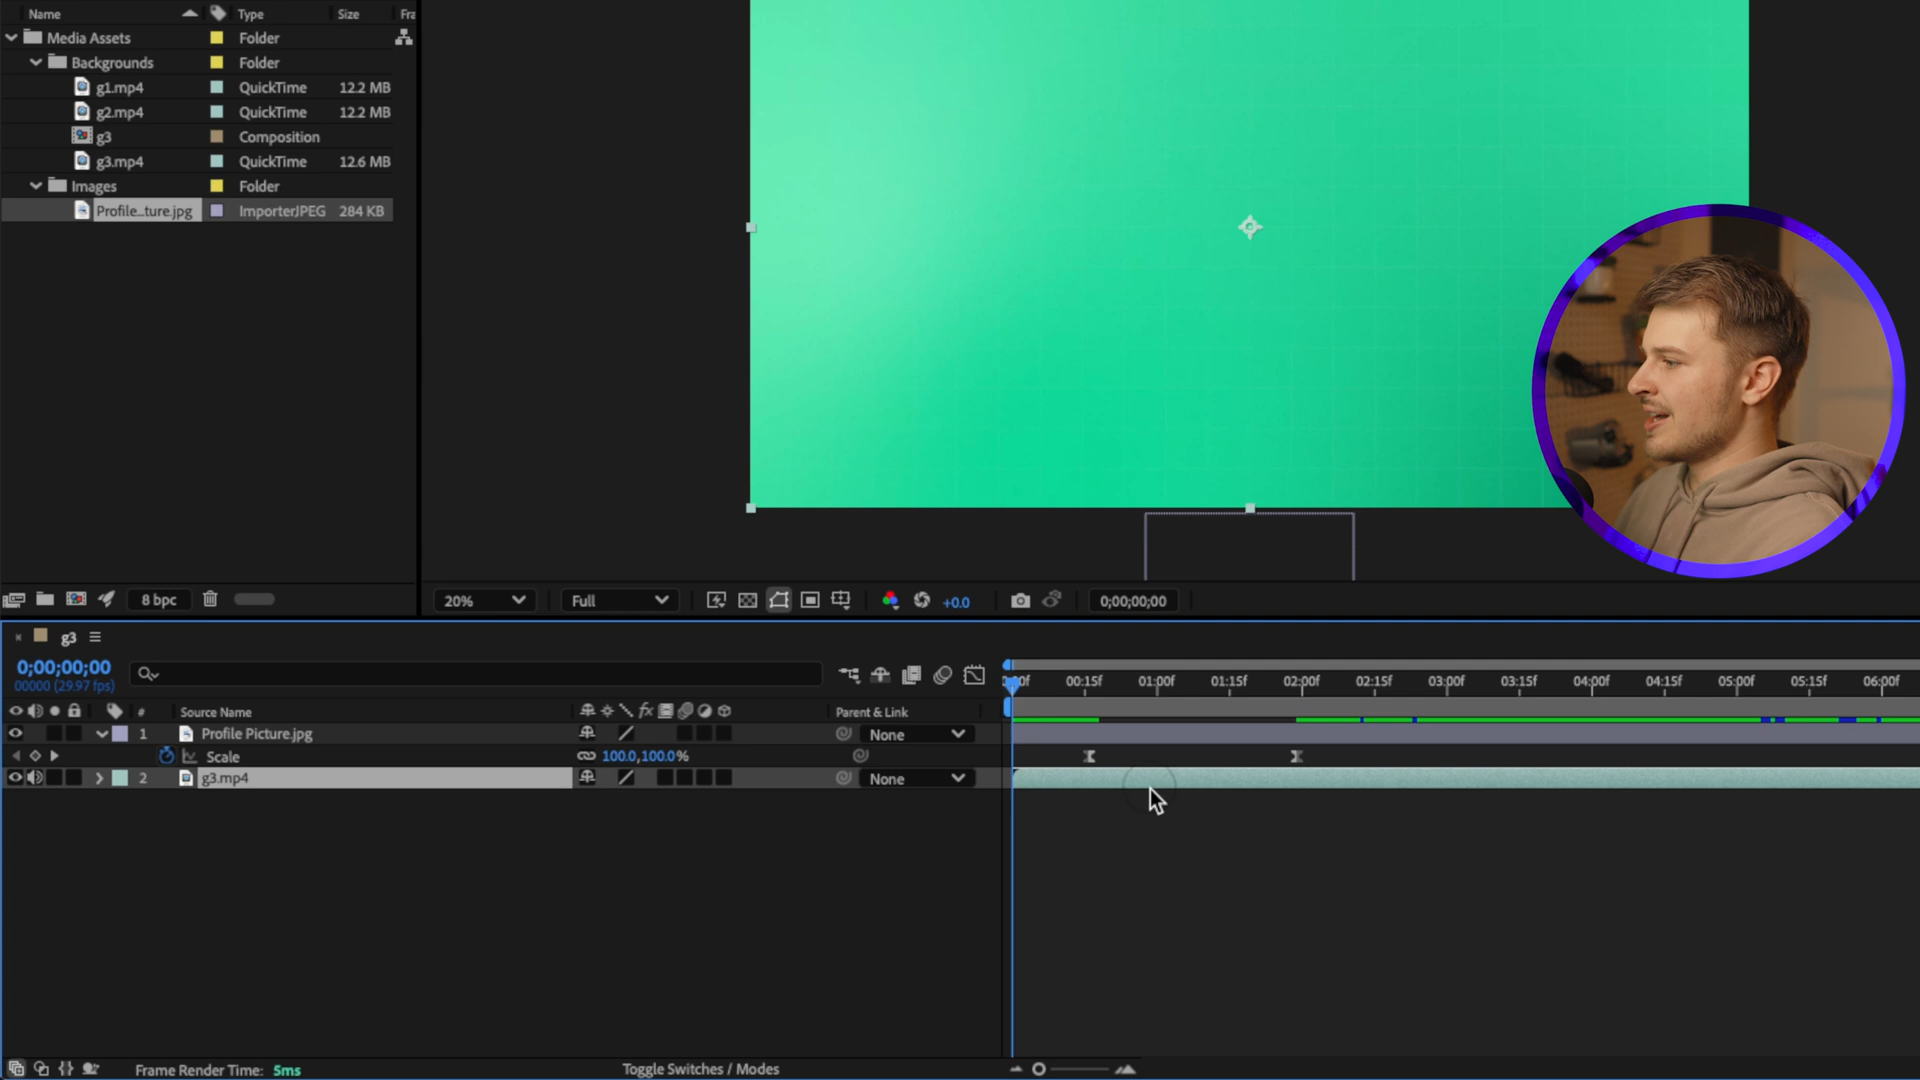 Name Type Size Fra
Media Assets Folder
Backgrounds Folder
g1.mp4 QuickTime 12.2 MB
g2.mp4 QuickTime 12.2 MB
g3 Composition
g3.mp4 QuickTime 12.6 MB
Images Folder
Profile...ture.jpg ImporterJPEG 284 KB
8 bpc
20% Full +0.0 0;00;00;00
g3
0;00;00;00
00000 (29.97 fps)
00:15f 01:00f 01:15f 02:00f 02:15f 03:00f 03:15f 04:00f 04:15f 05:00f 05:15f 06:00f
# Source Name fx Parent & Link
1 Profile Picture.jpg None
Scale 100.0,100.0%
2 g3.mp4 None
Frame Render Time: 5ms Toggle Switches / Modes